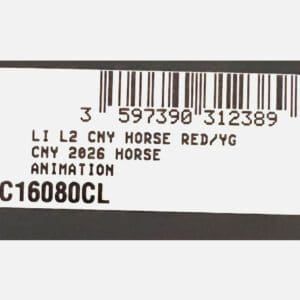 3 597390 312389
LI L2 CNY HORSE RED/YG
CNY 2026 HORSE
ANIMATION
C16080CL